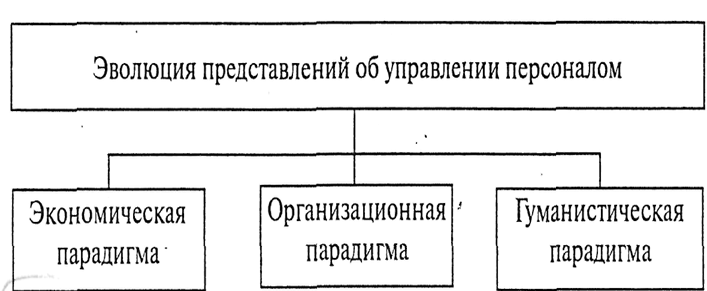 Эволюция представлений об управлении персоналом
Экономическая
парадигма
Организационная
парадигма
Гуманистическая
парадигма